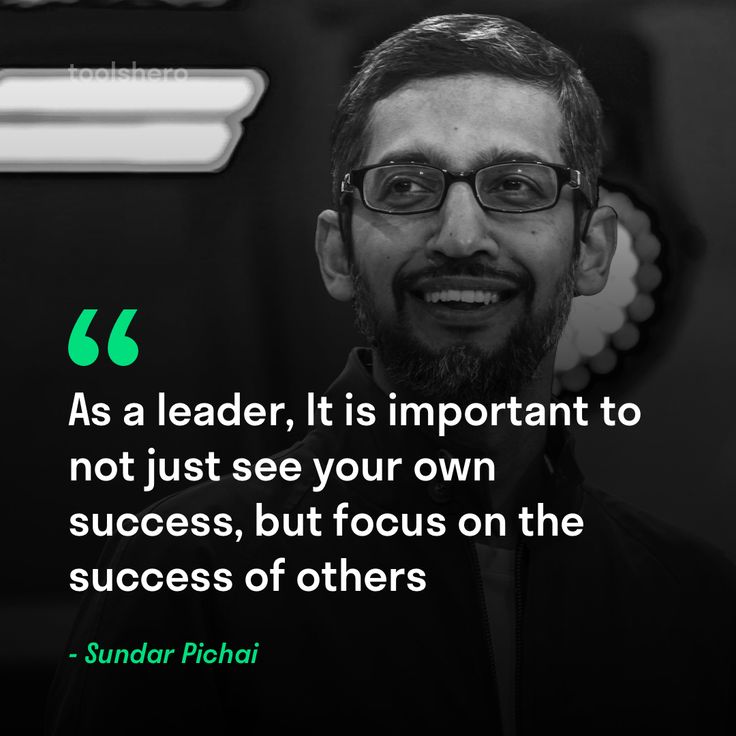 toolshero
“
As a leader, It is important to
not just see your own
success, but focus on the
success of others
- Sundar Pichai